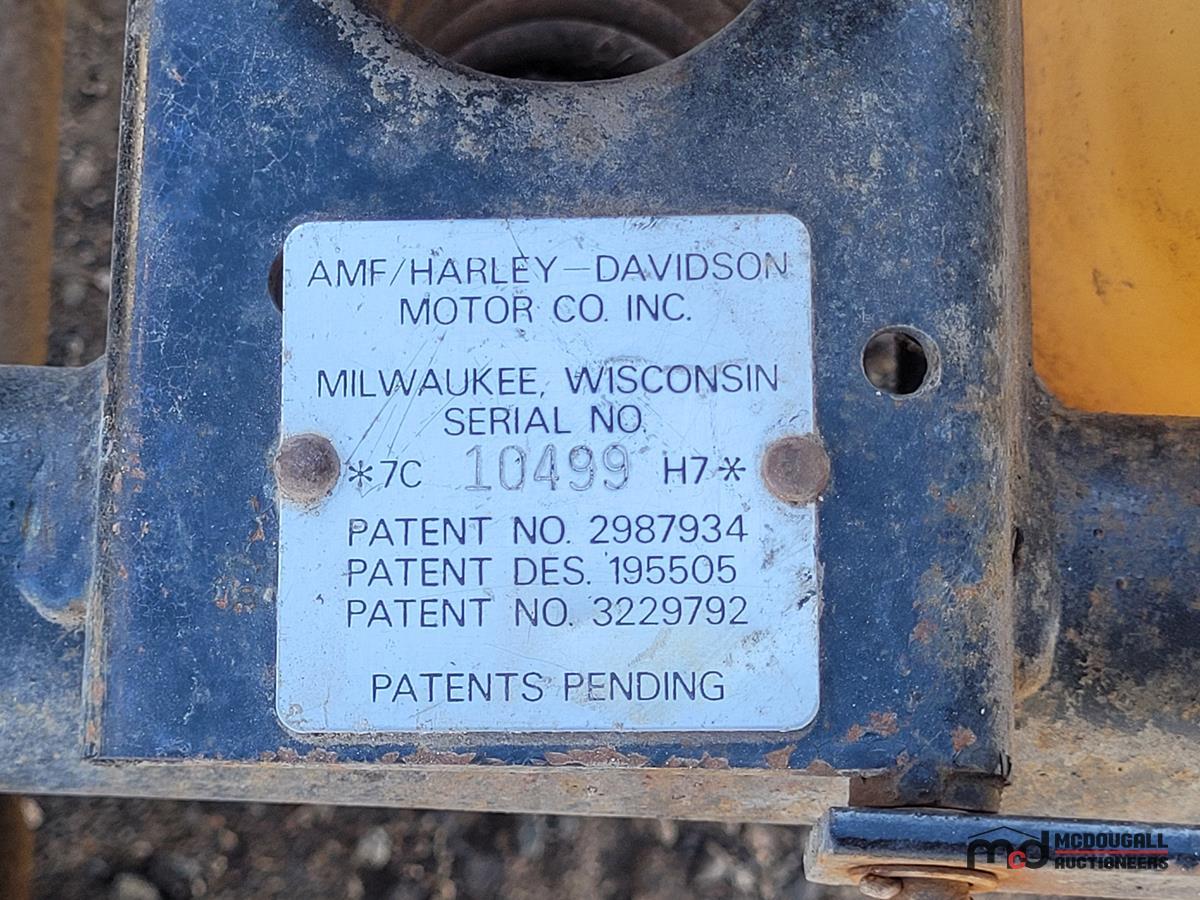 AMF/HARLEY—DAVIDSON
MOTOR CO. INC.
MILWAUKEE, WISCONSIN
SERIAL NO.
*7C 10499 H7*
PATENT NO. 2987934
PATENT DES. 195505
PATENT NO. 3229792
PATENTS PENDING
mcd MCDOUGALL
AUCTIONEERS